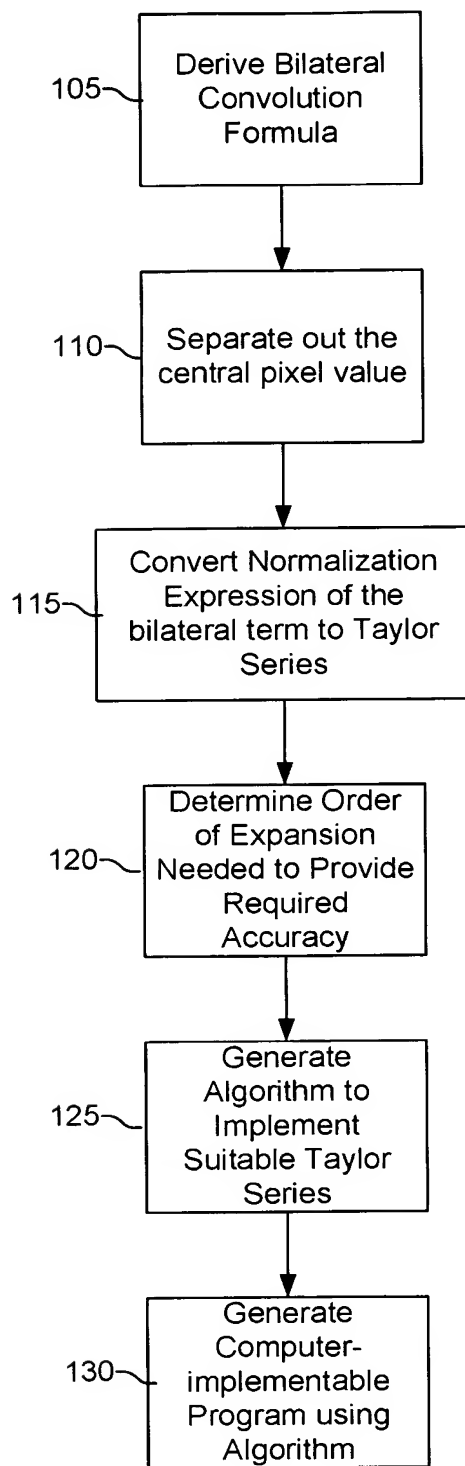 105
Derive Bilateral
Convolution
Formula
110
Separate out the
central pixel value
115
Convert Normalization
Expression of the
bilateral term to Taylor
Series
120
Determine Order
of Expansion
Needed to Provide
Required
Accuracy
125
Generate
Algorithm to
Implement
Suitable Taylor
Series
130
Generate
Computer-
implementable
Program using
Algorithm